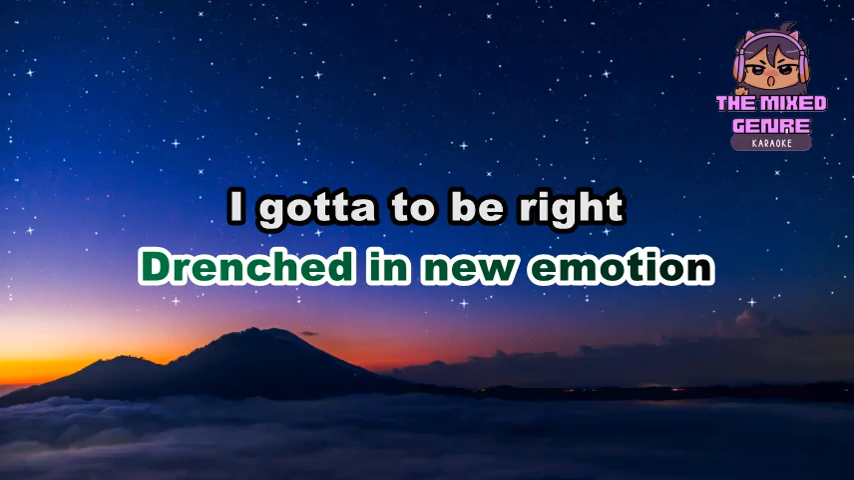 THE MIXED
GENRE
KARAOKE
I gotta to be right
Drenched in new emotion